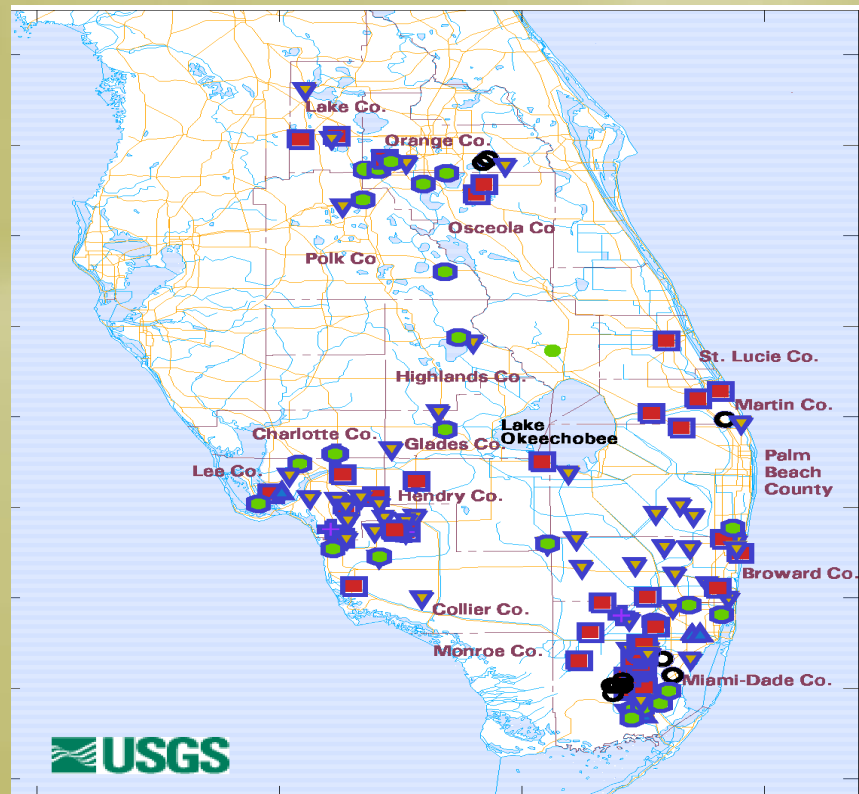 Lake Co.
Orange Co.
Osceola Co
Polk Co
St. Lucie Co.
Highlands Co.
Martin Co.
Lake
Okeechobee
Charlotte Co.
Glades Co.
Lee Co.
Palm
Beach
County
Hendry Co.
Broward Co.
Collier Co.
Monroe Co.
Miami-Dade Co.
USGS